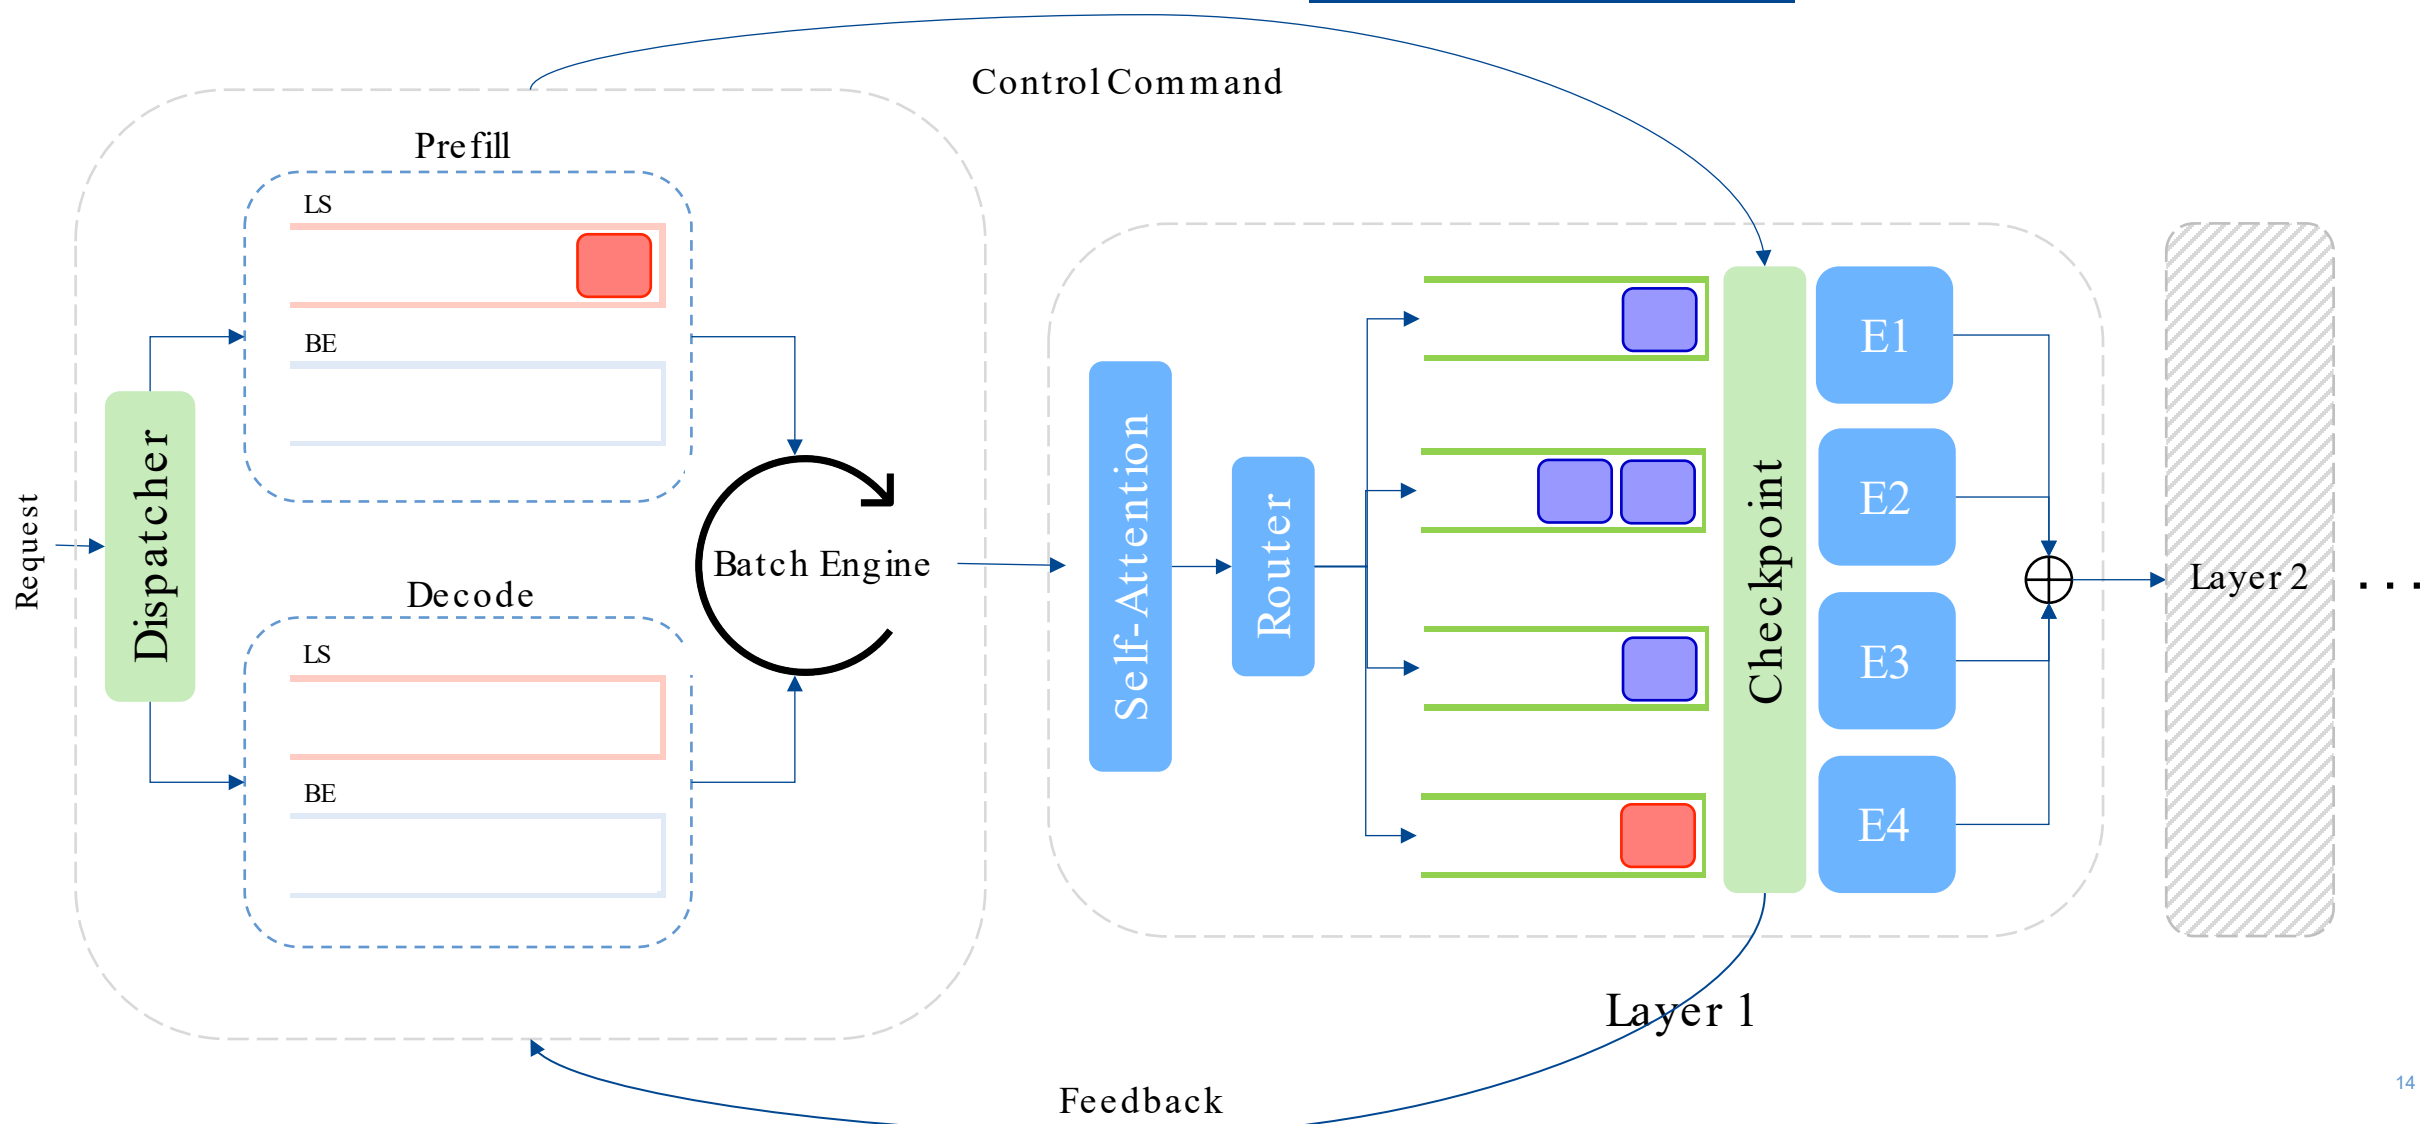 Control Command
Prefill
LS
BE
Request
Dispatcher
Batch Engine
Decode
LS
BE
Self-Attention
Router
Checkpoint
E1
E2
E3
E4
Layer 2
...
Layer 1
Feedback
14